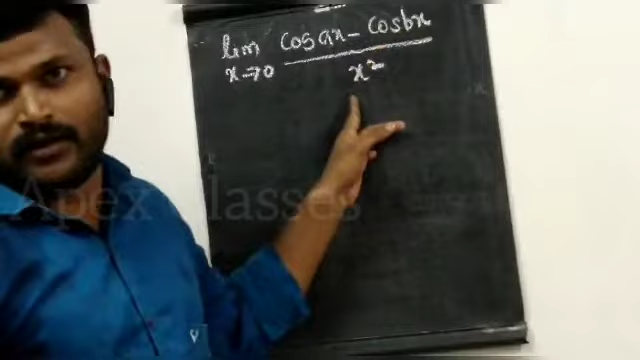 lim cos ax - cos bx
x→0 x²
Apex Classes